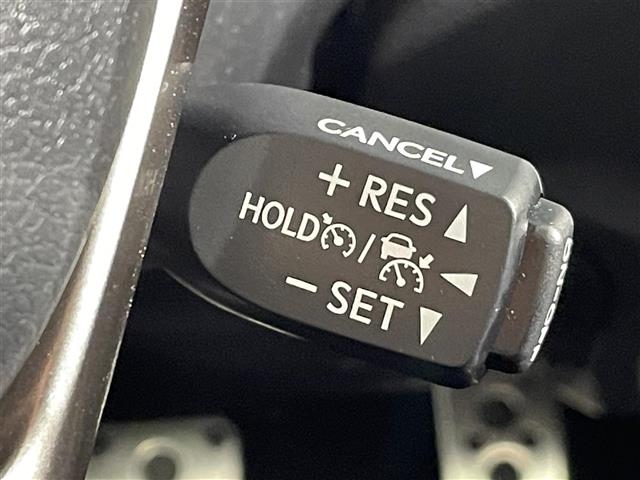 CANCEL▼
+ RES ▲
HOLD / ◀
− SET ▼